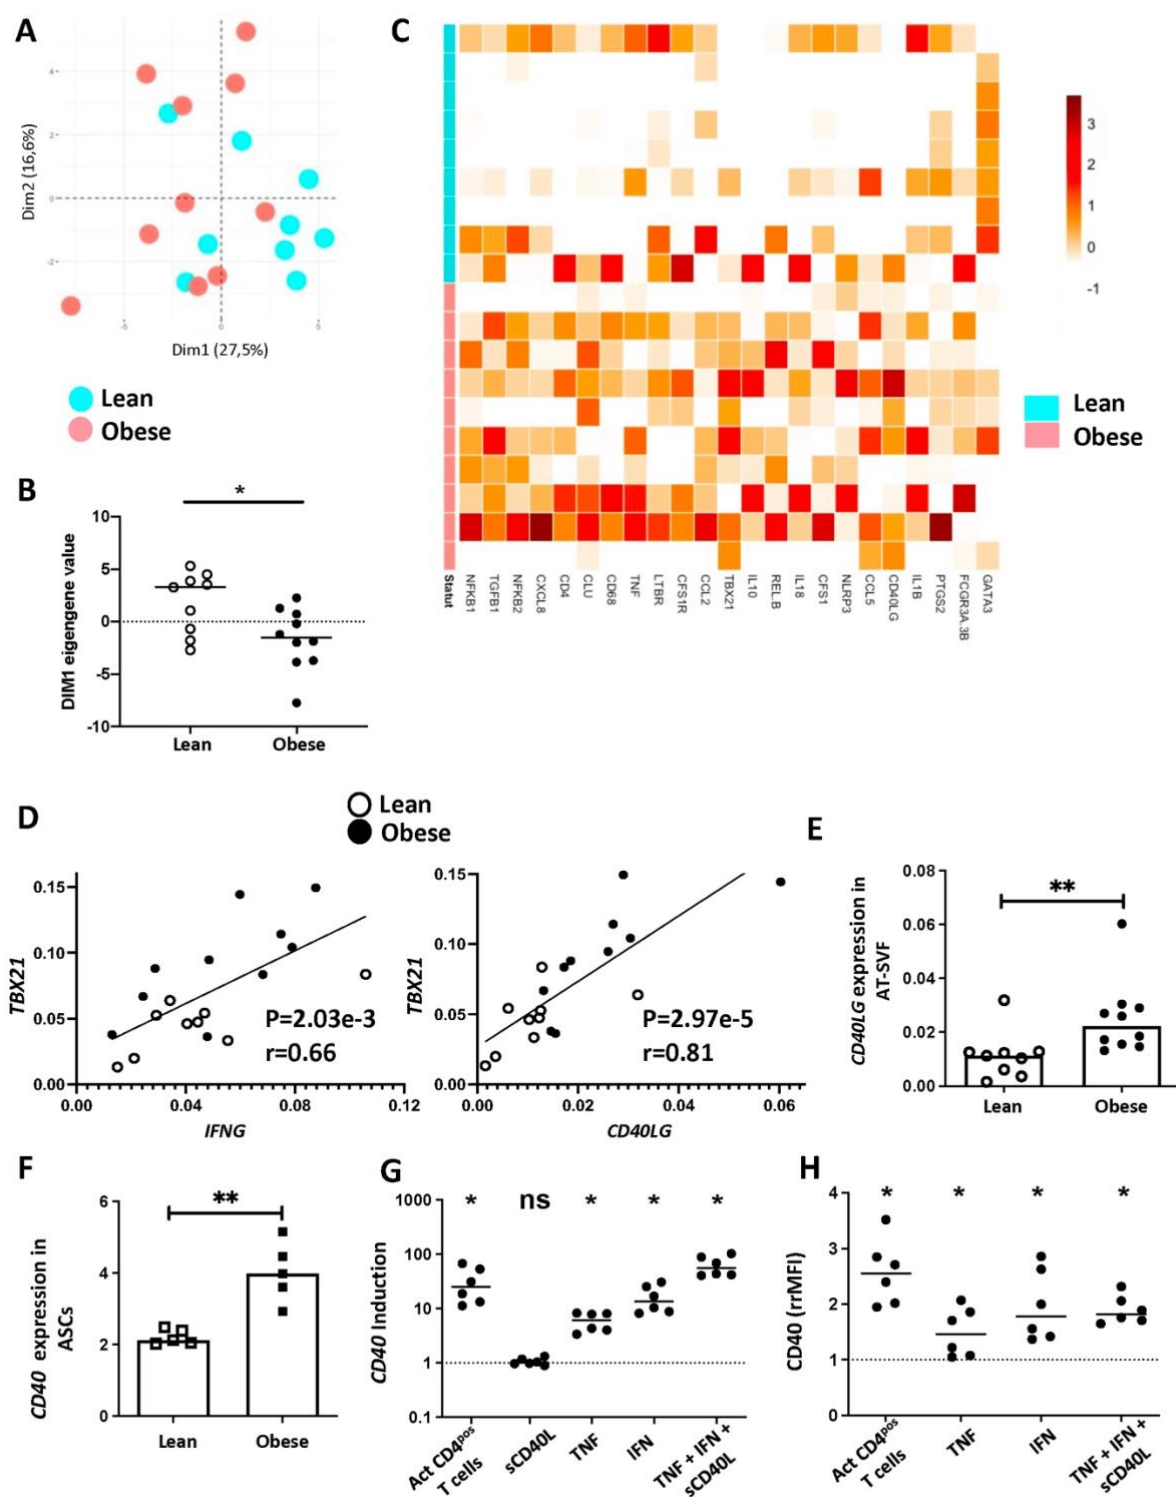 A
4
2
0
-2
-5
0
5
Dim2 (16,6%)
Dim1 (27,5%)
Lean
Obese
B
*
10
5
0
-5
-10
DIM1 eigengene value
Lean
Obese
C
3
2
1
0
-1
Lean
Obese
Statut
NFKB1
TGFB1
NFKB2
CXCL8
CD4
CLU
CD68
TNF
LTBR
CFS1R
CCL2
TBX21
IL10
REL.B
IL18
CFS1
NLRP3
CCL5
CD40LG
IL1B
PTGS2
FCGR3A.3B
GATA3
D
Lean
Obese
TBX21
0.15
0.10
0.05
0.00
P=2.03e-3
r=0.66
0.00 0.04 0.08 0.12
IFNG
TBX21
0.15
0.10
0.05
0.00
P=2.97e-5
r=0.81
0.00 0.02 0.04 0.06
CD40LG
E
CD40LG expression in
AT-SVF
0.08
0.06
0.04
0.02
0.00
**
Lean
Obese
F
CD40 expression in
ASCs
6
4
2
0
**
Lean
Obese
G
CD40 Induction
1000
100
10
1
0.1
* ns * * *
Act CD4pos
T cells
sCD40L
TNF
IFN
TNF + IFN +
sCD40L
H
CD40 (rrMFI)
4
3
2
1
0
* * * *
Act CD4pos
T cells
TNF
IFN
TNF + IFN +
sCD40L